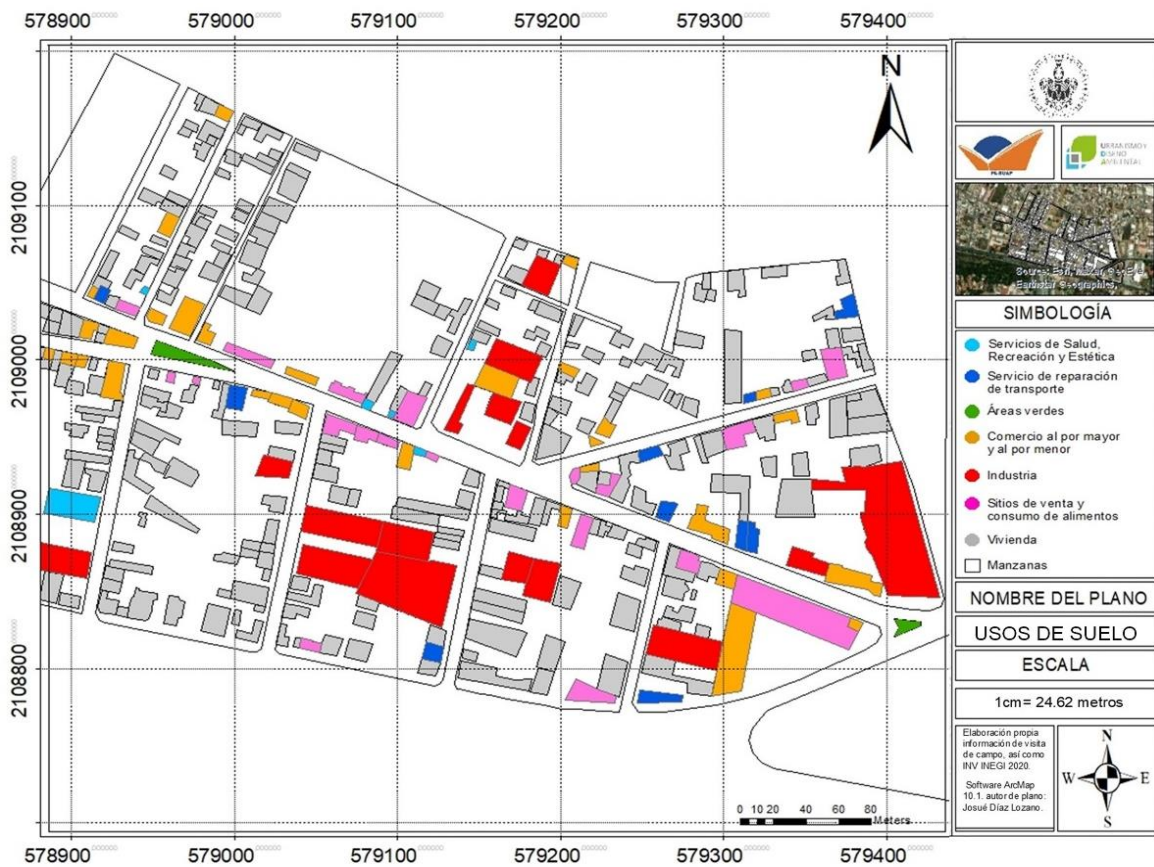 578900 579000 579100 579200 579300 579400
2109100
2109000
2108900
2108800
N
0 10 20 40 60 80
Meters
578900 579000 579100 579200 579300 579400
URBANISMO Y
DISEÑO
AMBIENTAL
SIMBOLOGÍA
Servicios de Salud,
Recreación y Estética
Servicio de reparación
de transporte
Áreas verdes
Comercio al por mayor
y al por menor
Industria
Sitios de venta y
consumo de alimentos
Vivienda
Manzanas
NOMBRE DEL PLANO
USOS DE SUELO
ESCALA
1cm= 24.62 metros
Elaboración propia
información de visita
de campo, así como
INV INEGI 2020.
Software ArcMap
10.1. autor de plano:
Josué Díaz Lozano.
N
W E
S